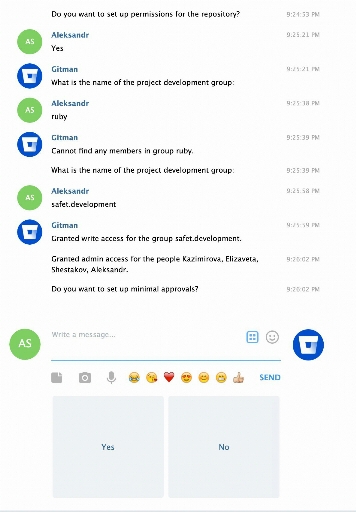 Do you want to set up permissions for the repository? 9:24:53 PM
AS Aleksandr 9:25:21 PM
Yes
Gitman 9:25:21 PM
What is the name of the project development group:
AS Aleksandr 9:25:38 PM
ruby
Gitman 9:25:39 PM
Cannot find any members in group ruby.
What is the name of the project development group: 9:25:39 PM
AS Aleksandr 9:25:58 PM
safet.development
Gitman 9:25:59 PM
Granted write access for the group safet.development.
Granted admin access for the people Kazimirova, Elizaveta, 9:26:02 PM
Shestakov, Aleksandr.
Do you want to set up minimal approvals? 9:26:02 PM
AS Write a message...
SEND
Yes No